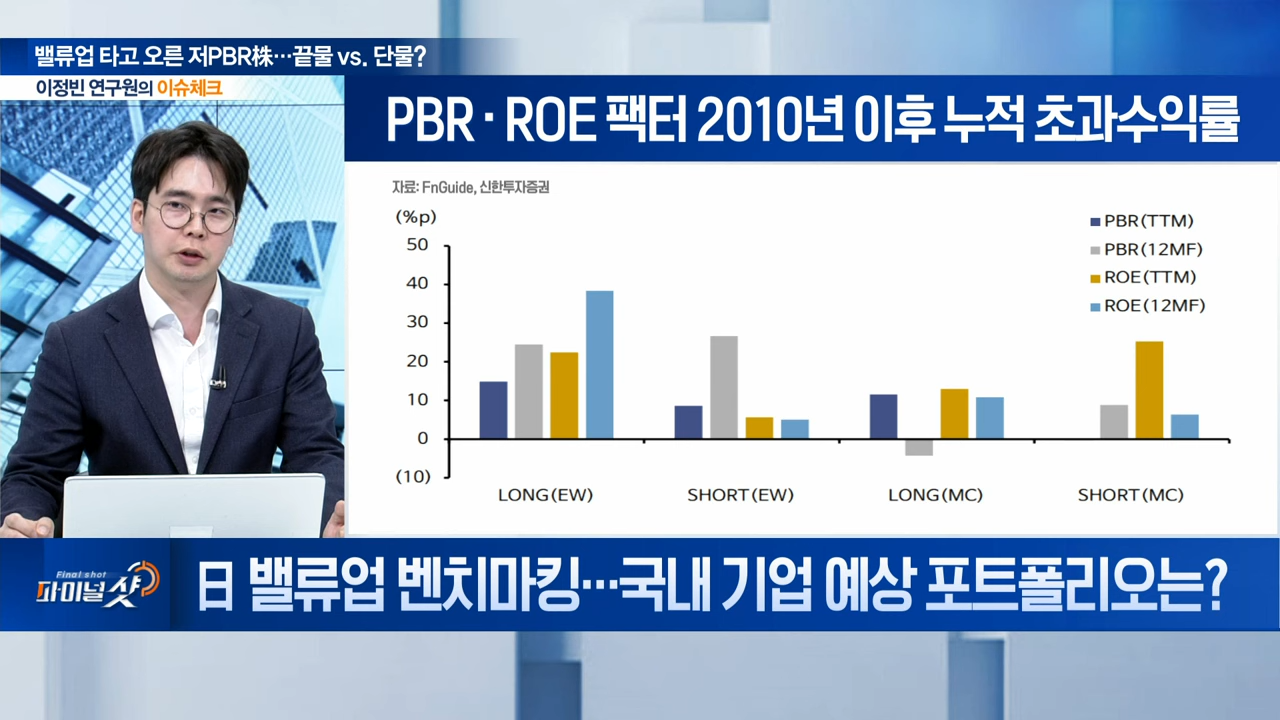 밸류업 타고 오른 저PBR株…끝물 vs. 단물?
이정빈 연구원의 이슈체크
PBR · ROE 팩터 2010년 이후 누적 초과수익률
자료: FnGuide, 신한투자증권
(%p)
PBR(TTM)
PBR(12MF)
ROE(TTM)
ROE(12MF)
50
40
30
20
10
0
(10)
LONG(EW) SHORT(EW) LONG(MC) SHORT(MC)
Final shot
파이널샷
日 밸류업 벤치마킹…국내 기업 예상 포트폴리오는?